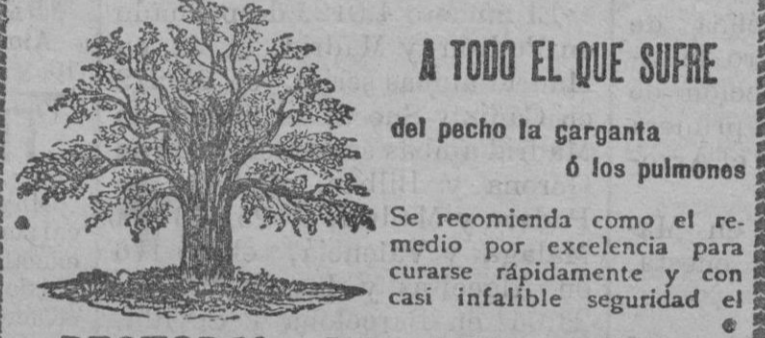 A TODO EL QUE SUFRE
del pecho la garganta
ó los pulmones
Se recomienda como el re-
medio por excelencia para
curarse rápidamente y con
casi infalible seguridad el